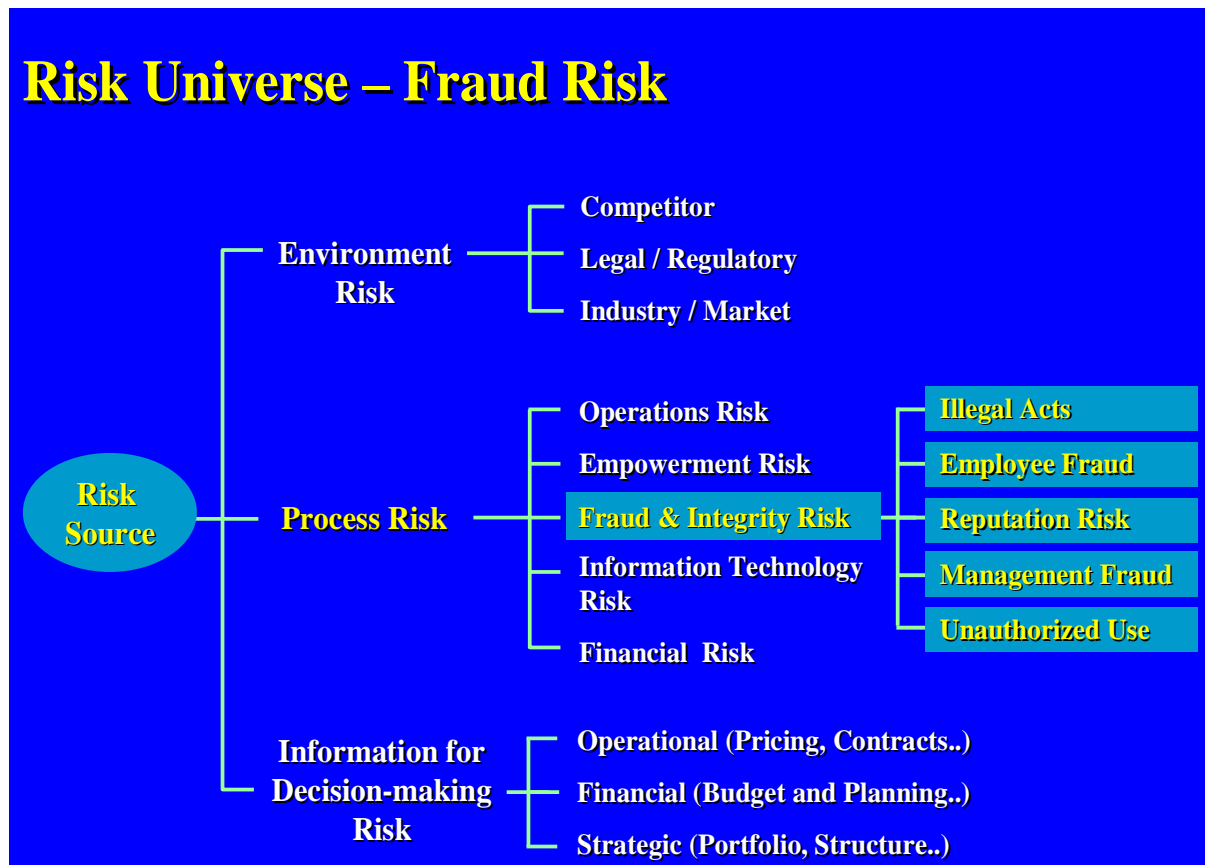 Risk Universe – Fraud Risk
Competitor
Environment
Risk
Legal / Regulatory
Industry / Market
Risk
Source
Process Risk
Operations Risk
Empowerment Risk
Fraud & Integrity Risk
Information Technology
Risk
Financial Risk
Illegal Acts
Employee Fraud
Reputation Risk
Management Fraud
Unauthorized Use
Information for
Decision-making
Risk
Operational (Pricing, Contracts..)
Financial (Budget and Planning..)
Strategic (Portfolio, Structure..)